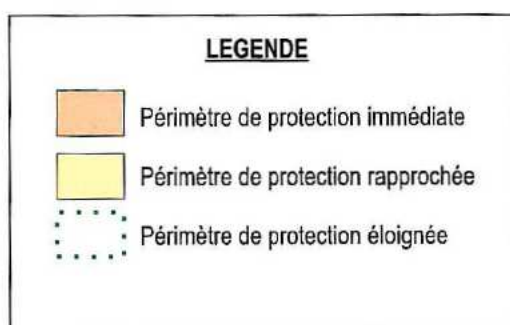 LEGENDE
Périmètre de protection immédiate
Périmètre de protection rapprochée
Périmètre de protection éloignée